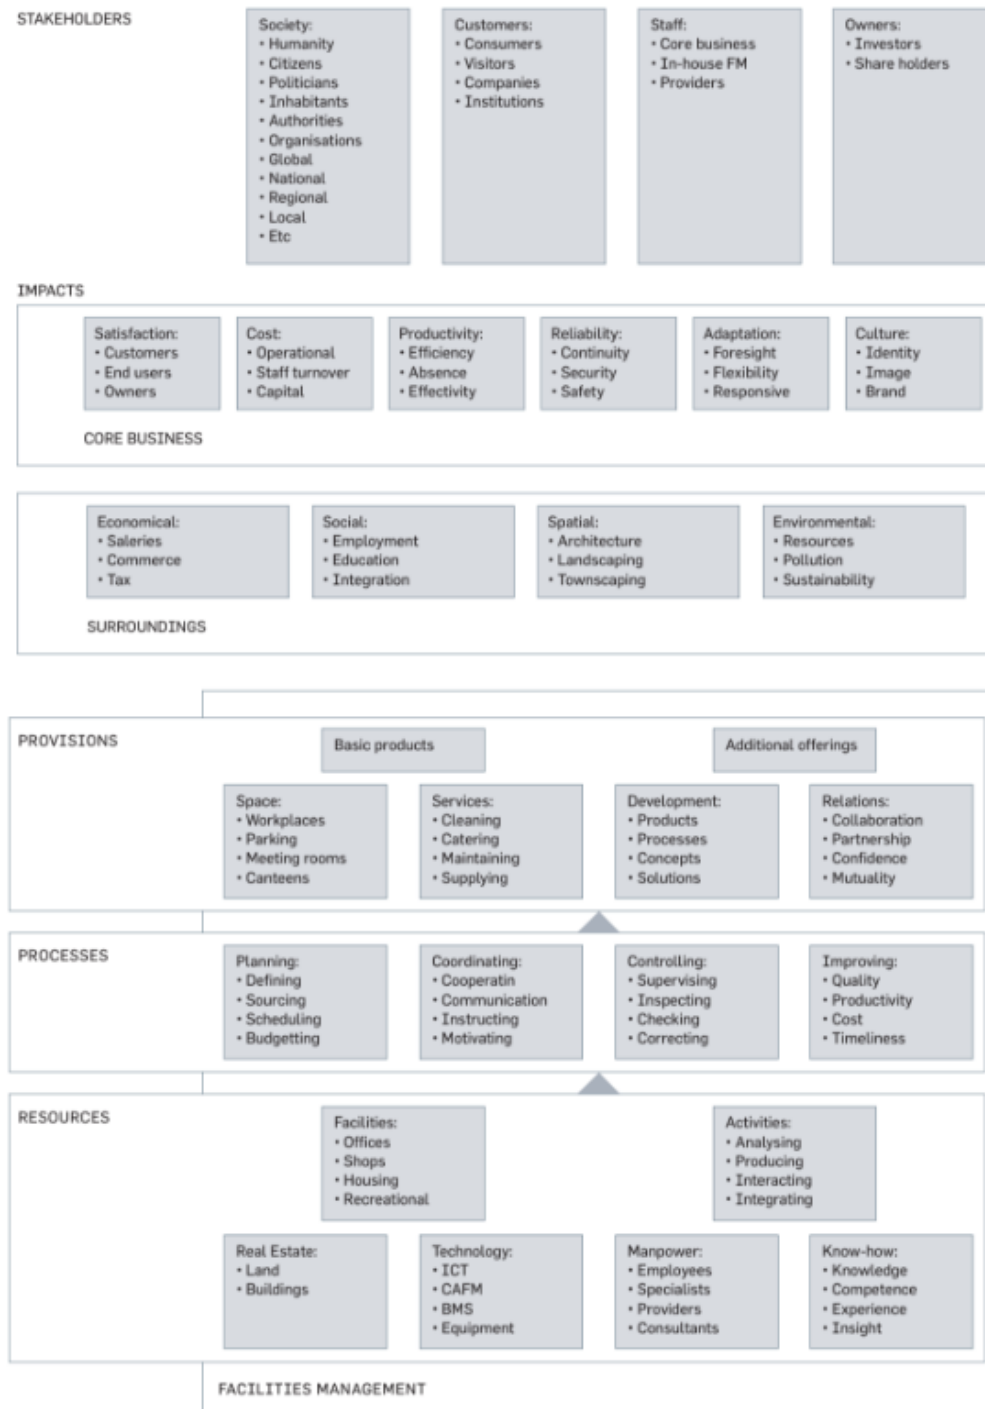 STAKEHOLDERS
Society:
• Humanity
• Citizens
• Politicians
• Inhabitants
• Authorities
• Organisations
• Global
• National
• Regional
• Local
• Etc
Customers:
• Consumers
• Visitors
• Companies
• Institutions
Staff:
• Core business
• In-house FM
• Providers
Owners:
• Investors
• Share holders
IMPACTS
Satisfaction:
• Customers
• End users
• Owners
Cost:
• Operational
• Staff turnover
• Capital
Productivity:
• Efficiency
• Absence
• Effectivity
Reliability:
• Continuity
• Security
• Safety
Adaptation:
• Foresight
• Flexibility
• Responsive
Culture:
• Identity
• Image
• Brand
CORE BUSINESS
Economical:
• Saleries
• Commerce
• Tax
Social:
• Employment
• Education
• Integration
Spatial:
• Architecture
• Landscaping
• Townscaping
Environmental:
• Resources
• Pollution
• Sustainability
SURROUNDINGS
PROVISIONS
Basic products
Additional offerings
Space:
• Workplaces
• Parking
• Meeting rooms
• Canteens
Services:
• Cleaning
• Catering
• Maintaining
• Supplying
Development:
• Products
• Processes
• Concepts
• Solutions
Relations:
• Collaboration
• Partnership
• Confidence
• Mutuality
PROCESSES
Planning:
• Defining
• Sourcing
• Scheduling
• Budgetting
Coordinating:
• Cooperatin
• Communication
• Instructing
• Motivating
Controlling:
• Supervising
• Inspecting
• Checking
• Correcting
Improving:
• Quality
• Productivity
• Cost
• Timeliness
RESOURCES
Facilities:
• Offices
• Shops
• Housing
• Recreational
Activities:
• Analysing
• Producing
• Interacting
• Integrating
Real Estate:
• Land
• Buildings
Technology:
• ICT
• CAFM
• BMS
• Equipment
Manpower:
• Employees
• Specialists
• Providers
• Consultants
Know-how:
• Knowledge
• Competence
• Experience
• Insight
FACILITIES MANAGEMENT